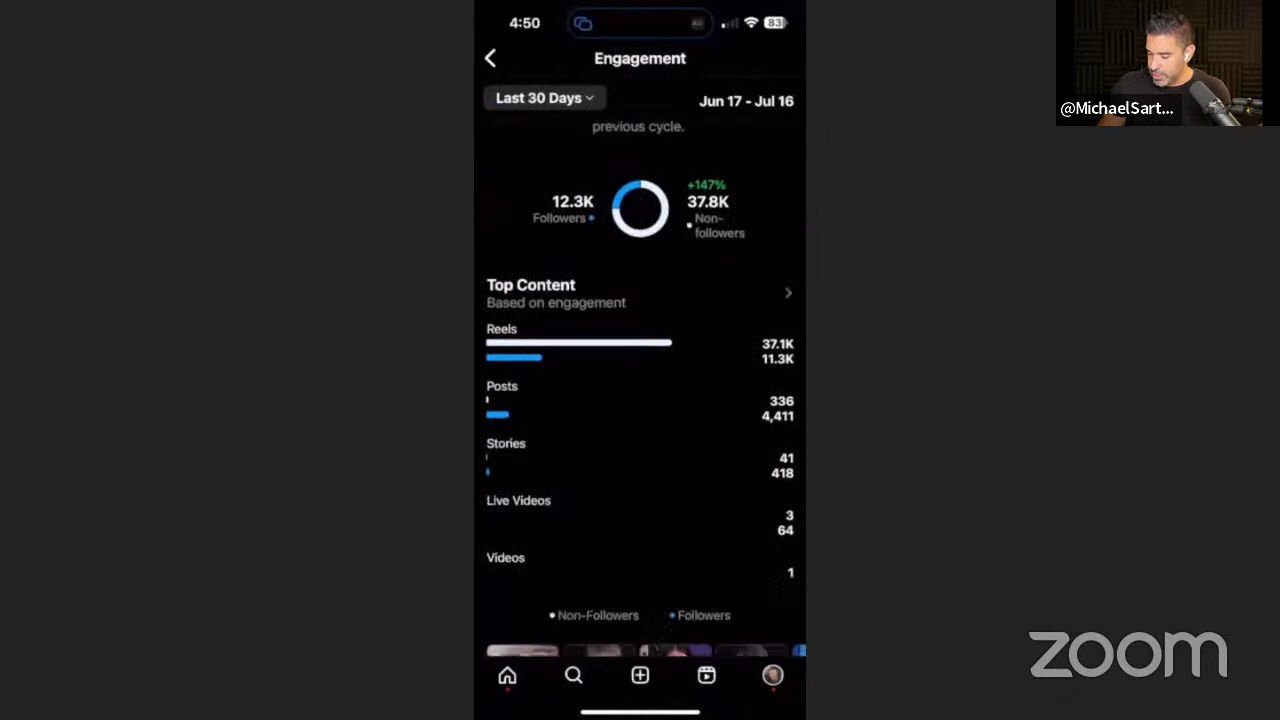 4:50
83
Engagement
@MichaelSart...
Last 30 Days
Jun 17 - Jul 16
previous cycle.
+147%
12.3K
37.8K
Followers
Non-
followers
Top Content
Based on engagement
Reels
37.1K
11.3K
Posts
336
4,411
Stories
41
418
Live Videos
3
64
Videos
1
Non-Followers
Followers
zoom